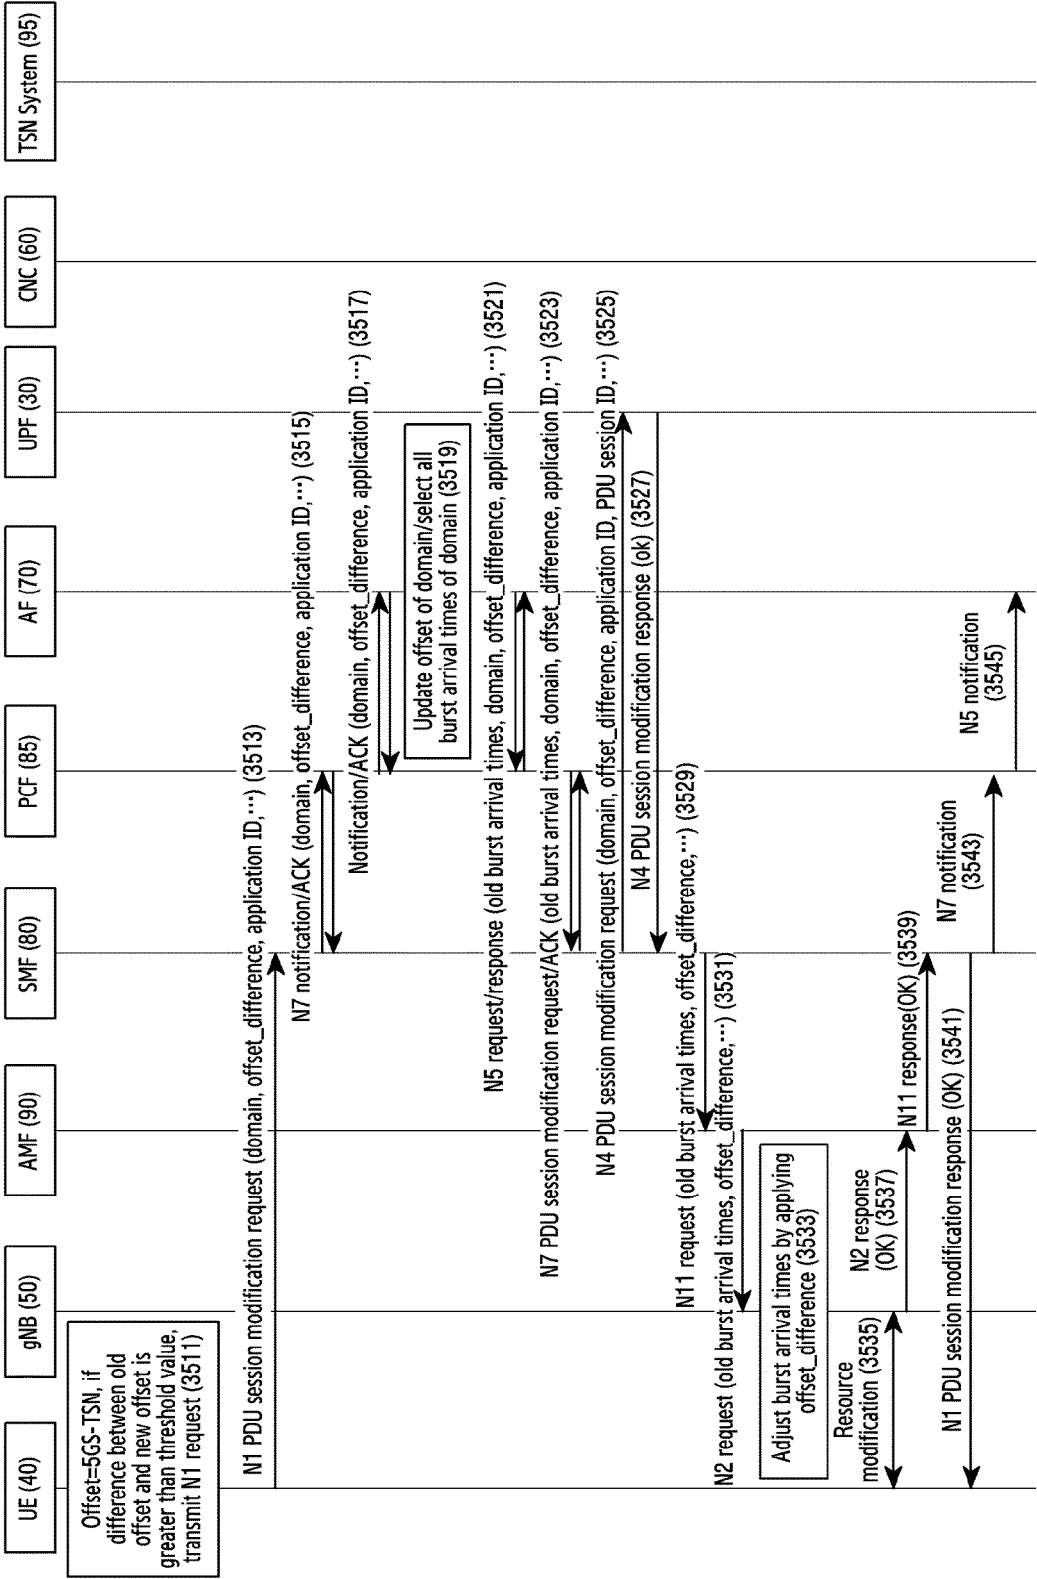 UE (40)
gNB (50)
AMF (90)
SMF (80)
PCF (85)
AF (70)
UPF (30)
CNC (60)
TSN System (95)
Offset=5GS-TSN, if
difference between old
offset and new offset is
greater than threshold value,
transmit N1 request (3511)
N1 PDU session modification request (domain, offset_difference, application ID,⋯) (3513)
N7 notification/ACK (domain, offset_difference, application ID,⋯) (3515)
Notification/ACK (domain, offset_difference, application ID,⋯) (3517)
Update offset of domain/select all
burst arrival times of domain (3519)
N5 request/response (old burst arrival times, domain, offset_difference, application ID,⋯) (3521)
N7 PDU session modification request/ACK (old burst arrival times, domain, offset_difference, application ID,⋯) (3523)
N4 PDU session modification request (domain, offset_difference, application ID, PDU session ID,⋯) (3525)
N4 PDU session modification response (ok) (3527)
N11 request (old burst arrival times, offset_difference,⋯) (3529)
N2 request (old burst arrival times, offset_difference,⋯) (3531)
Adjust burst arrival times by applying
offset_difference (3533)
Resource
modification (3535)
N2 response
(OK) (3537)
N11 response(OK) (3539)
N1 PDU session modification response (OK) (3541)
N7 notification
(3543)
N5 notification
(3545)